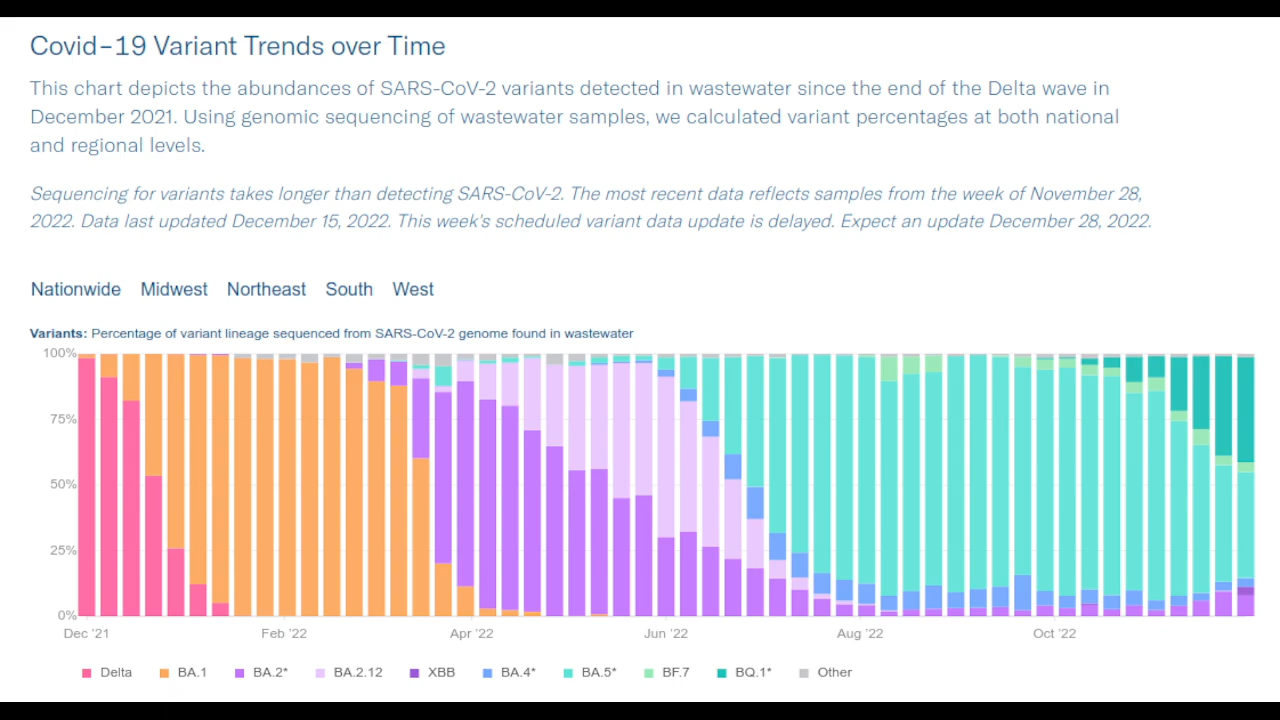 Covid-19 Variant Trends over Time
This chart depicts the abundances of SARS-CoV-2 variants detected in wastewater since the end of the Delta wave in
December 2021. Using genomic sequencing of wastewater samples, we calculated variant percentages at both national
and regional levels.
Sequencing for variants takes longer than detecting SARS-CoV-2. The most recent data reflects samples from the week of November 28,
2022. Data last updated December 15, 2022. This week's scheduled variant data update is delayed. Expect an update December 28, 2022.
Nationwide Midwest Northeast South West
Variants: Percentage of variant lineage sequenced from SARS-CoV-2 genome found in wastewater
100%
75%
50%
25%
0%
Dec '21 Feb '22 Apr '22 Jun '22 Aug '22 Oct '22
Delta BA.1 BA.2* BA.2.12 XBB BA.4* BA.5* BF.7 BQ.1* Other